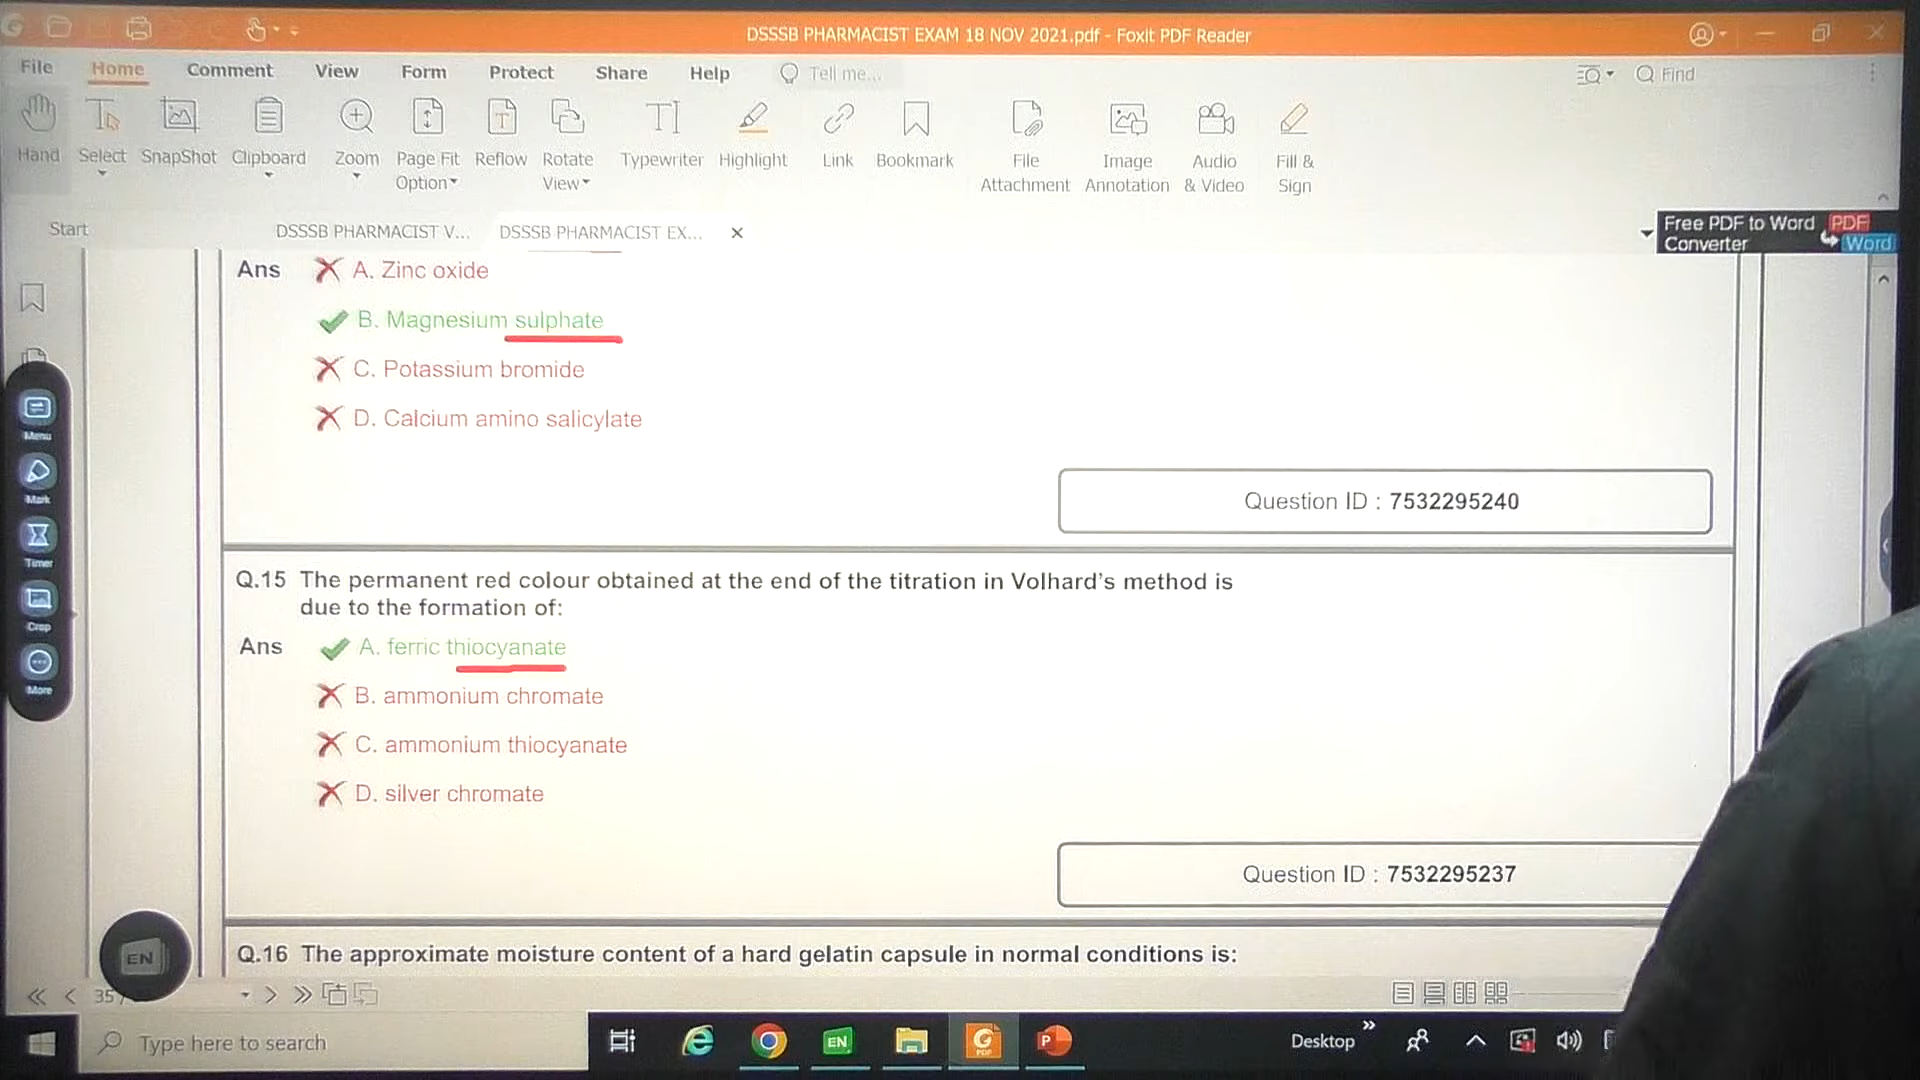 DSSSB PHARMACIST EXAM 18 NOV 2021.pdf - Foxit PDF Reader
File Home Comment View Form Protect Share Help Tell me... Find
Hand Select SnapShot Clipboard Zoom Page Fit Option Reflow Rotate View Typewriter Highlight Link Bookmark File Attachment Image Annotation Audio & Video Fill & Sign
Start DSSSB PHARMACIST V... DSSSB PHARMACIST EX...
Free PDF to Word Converter PDF Word
Ans A. Zinc oxide
B. Magnesium sulphate
C. Potassium bromide
D. Calcium amino salicylate
Question ID : 7532295240
Q.15 The permanent red colour obtained at the end of the titration in Volhard's method is
due to the formation of:
Ans A. ferric thiocyanate
B. ammonium chromate
C. ammonium thiocyanate
D. silver chromate
Question ID : 7532295237
Q.16 The approximate moisture content of a hard gelatin capsule in normal conditions is:
Menu
Mark
Timer
Crop
More
EN
35 /
Type here to search
EN
G PDF
P
Desktop